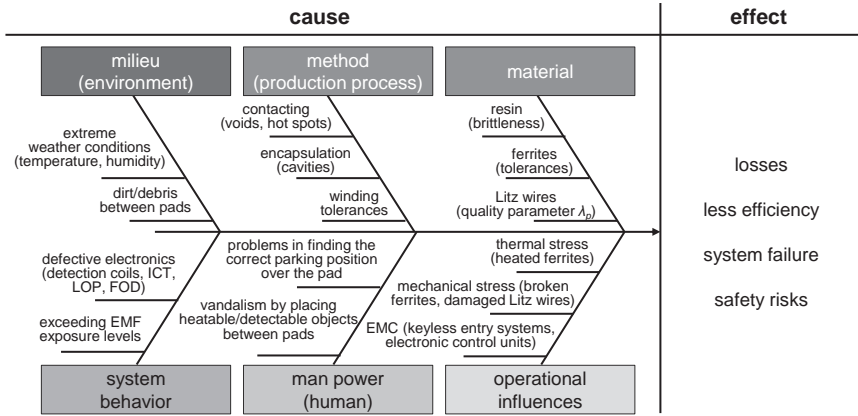 cause
effect
milieu
(environment)
method
(production process)
material
extreme
weather conditions
(temperature, humidity)
dirt/debris
between pads
contacting
(voids, hot spots)
encapsulation
(cavities)
winding
tolerances
resin
(brittleness)
ferrites
(tolerances)
Litz wires
(quality parameter λp)
losses
less efficiency
system failure
safety risks
defective electronics
(detection coils, ICT,
LOP, FOD)
exceeding EMF
exposure levels
problems in finding the
correct parking position
over the pad
vandalism by placing
heatable/detectable objects
between pads
thermal stress
(heated ferrites)
mechanical stress (broken
ferrites, damaged Litz wires)
EMC (keyless entry systems,
electronic control units)
system
behavior
man power
(human)
operational
influences